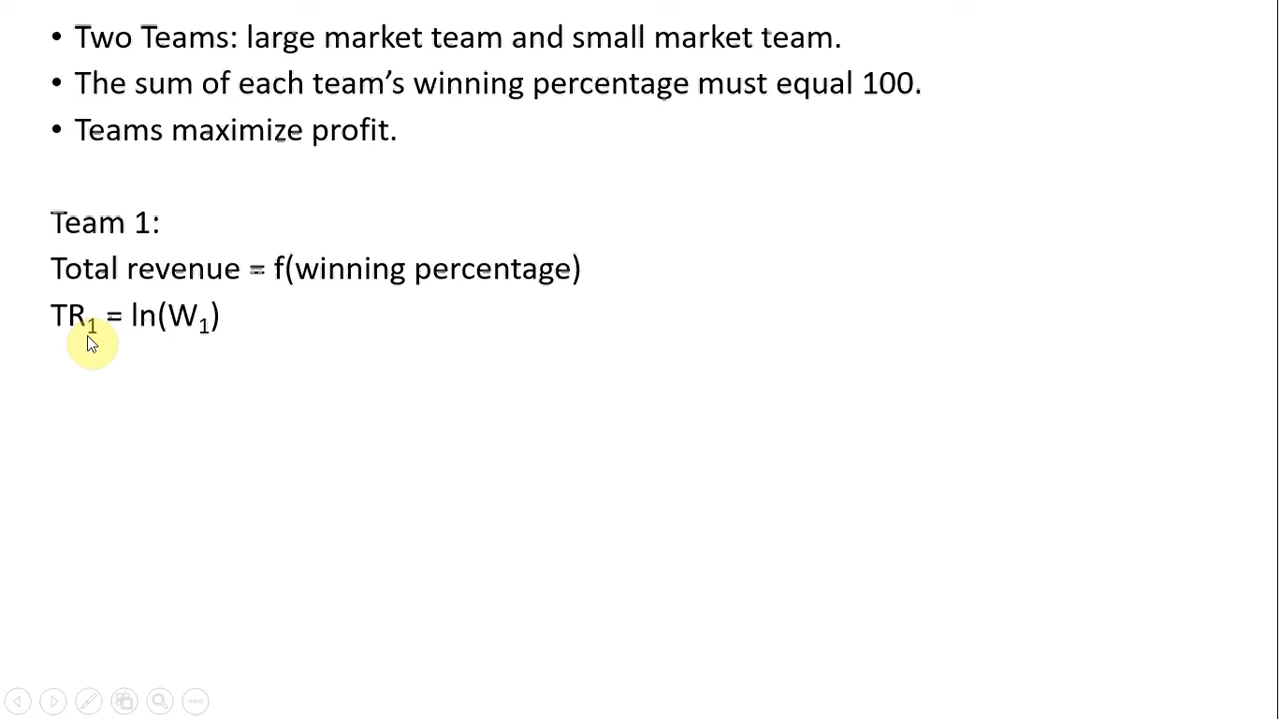 • Two Teams: large market team and small market team.
• The sum of each team’s winning percentage must equal 100.
• Teams maximize profit.
Team 1:
Total revenue = f(winning percentage)
TR₁ = ln(W₁)